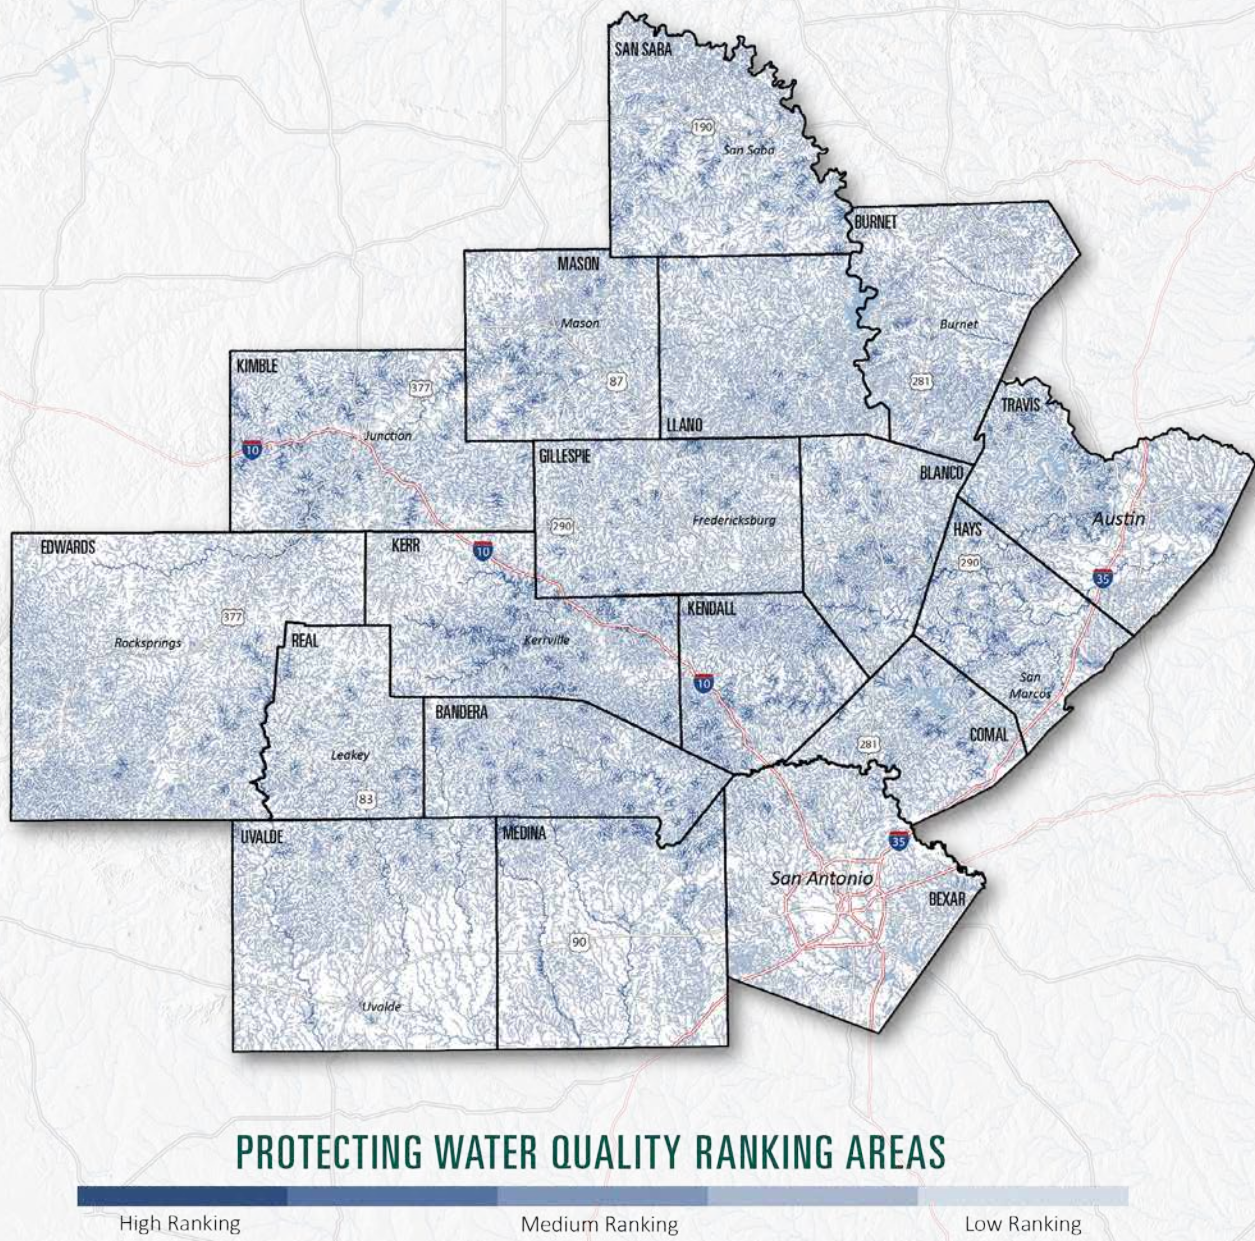 SAN SABA
190
San Saba
BURNET
MASON
Mason
Burnet
KIMBLE
377
87
281
TRAVIS
LLANO
Junction
10
GILLESPIE
BLANCO
290
Fredericksburg
Austin
HAYS
EDWARDS
KERR
10
290
35
377
KENDALL
Rocksprings
REAL
Kerrville
10
San
Marcos
BANDERA
COMAL
281
Leakey
83
UVALDE
MEDINA
35
San Antonio
BEXAR
90
Uvalde
PROTECTING WATER QUALITY RANKING AREAS
High Ranking
Medium Ranking
Low Ranking